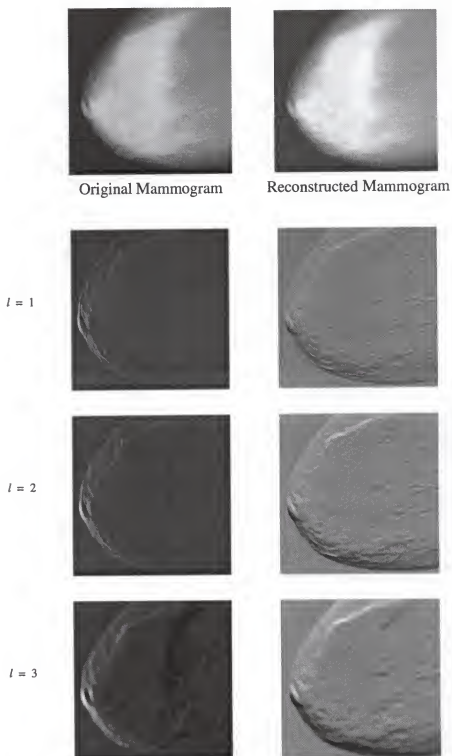 Original Mammogram
Reconstructed Mammogram
l = 1
l = 2
l = 3